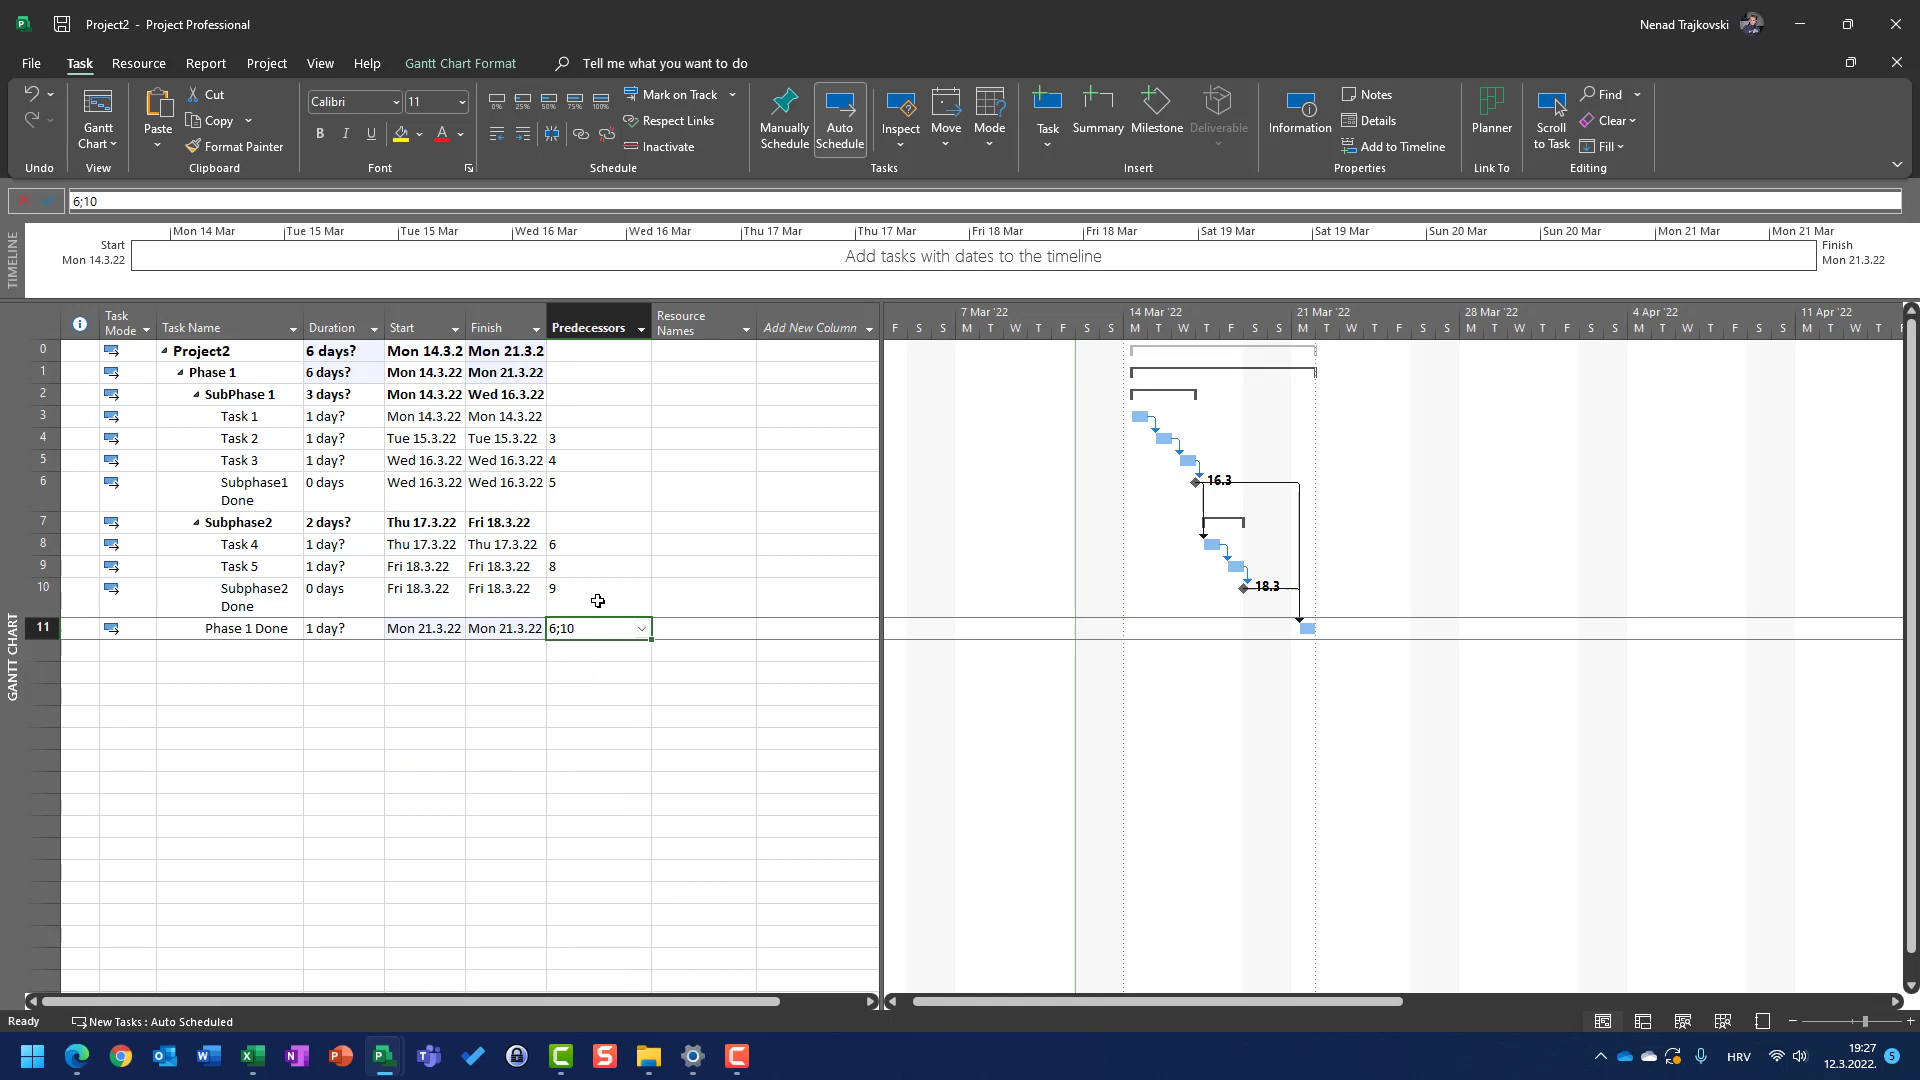 Project2 - Project Professional
Nenad Trajkovski
File Task Resource Report Project View Help Gantt Chart Format Tell me what you want to do
Cut
Copy
Format Painter
Paste
Gantt Chart
Calibri 11
B I U
0% 25% 50% 75% 100%
Mark on Track
Respect Links
Inactivate
Manually Schedule
Auto Schedule
Inspect
Move
Mode
Task
Summary
Milestone
Deliverable
Information
Notes
Details
Add to Timeline
Planner
Scroll to Task
Find
Clear
Fill
Undo View Clipboard Font Schedule Tasks Insert Properties Link To Editing
6;10
TIMELINE
Mon 14 Mar Tue 15 Mar Tue 15 Mar Wed 16 Mar Wed 16 Mar Thu 17 Mar Thu 17 Mar Fri 18 Mar Fri 18 Mar Sat 19 Mar Sat 19 Mar Sun 20 Mar Sun 20 Mar Mon 21 Mar Mon 21 Mar
Start
Mon 14.3.22
Add tasks with dates to the timeline
Finish
Mon 21.3.22
Task Mode Task Name Duration Start Finish Predecessors Resource Names Add New Column
7 Mar '22 14 Mar '22 21 Mar '22 28 Mar '22 4 Apr '22 11 Apr '22
F S S M T W T F S S M T W T F S S M T W T F S S M T W T F S S M T W T F S S M T W T F
0 Project2 6 days? Mon 14.3.2 Mon 21.3.2
1 Phase 1 6 days? Mon 14.3.22 Mon 21.3.22
2 SubPhase 1 3 days? Mon 14.3.22 Wed 16.3.22
3 Task 1 1 day? Mon 14.3.22 Mon 14.3.22
4 Task 2 1 day? Tue 15.3.22 Tue 15.3.22 3
5 Task 3 1 day? Wed 16.3.22 Wed 16.3.22 4
6 Subphase1 Done 0 days Wed 16.3.22 Wed 16.3.22 5
16.3
7 Subphase2 2 days? Thu 17.3.22 Fri 18.3.22
8 Task 4 1 day? Thu 17.3.22 Thu 17.3.22 6
9 Task 5 1 day? Fri 18.3.22 Fri 18.3.22 8
10 Subphase2 Done 0 days Fri 18.3.22 Fri 18.3.22 9
18.3
11 Phase 1 Done 1 day? Mon 21.3.22 Mon 21.3.22 6;10
GANTT CHART
Ready New Tasks : Auto Scheduled
HRV
19:27
12.3.2022.
5